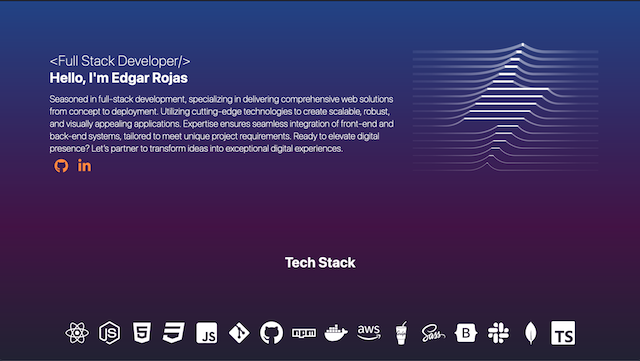 <Full Stack Developer/>
Hello, I'm Edgar Rojas
Seasoned in full-stack development, specializing in delivering comprehensive web solutions
from concept to deployment. Utilizing cutting-edge technologies to create scalable, robust,
and visually appealing applications. Expertise ensures seamless integration of front-end and
back-end systems, tailored to meet unique project requirements. Ready to elevate digital
presence? Let's partner to transform ideas into exceptional digital experiences.
in
Tech Stack
JS 5 3 JS npm aws Sass B TS